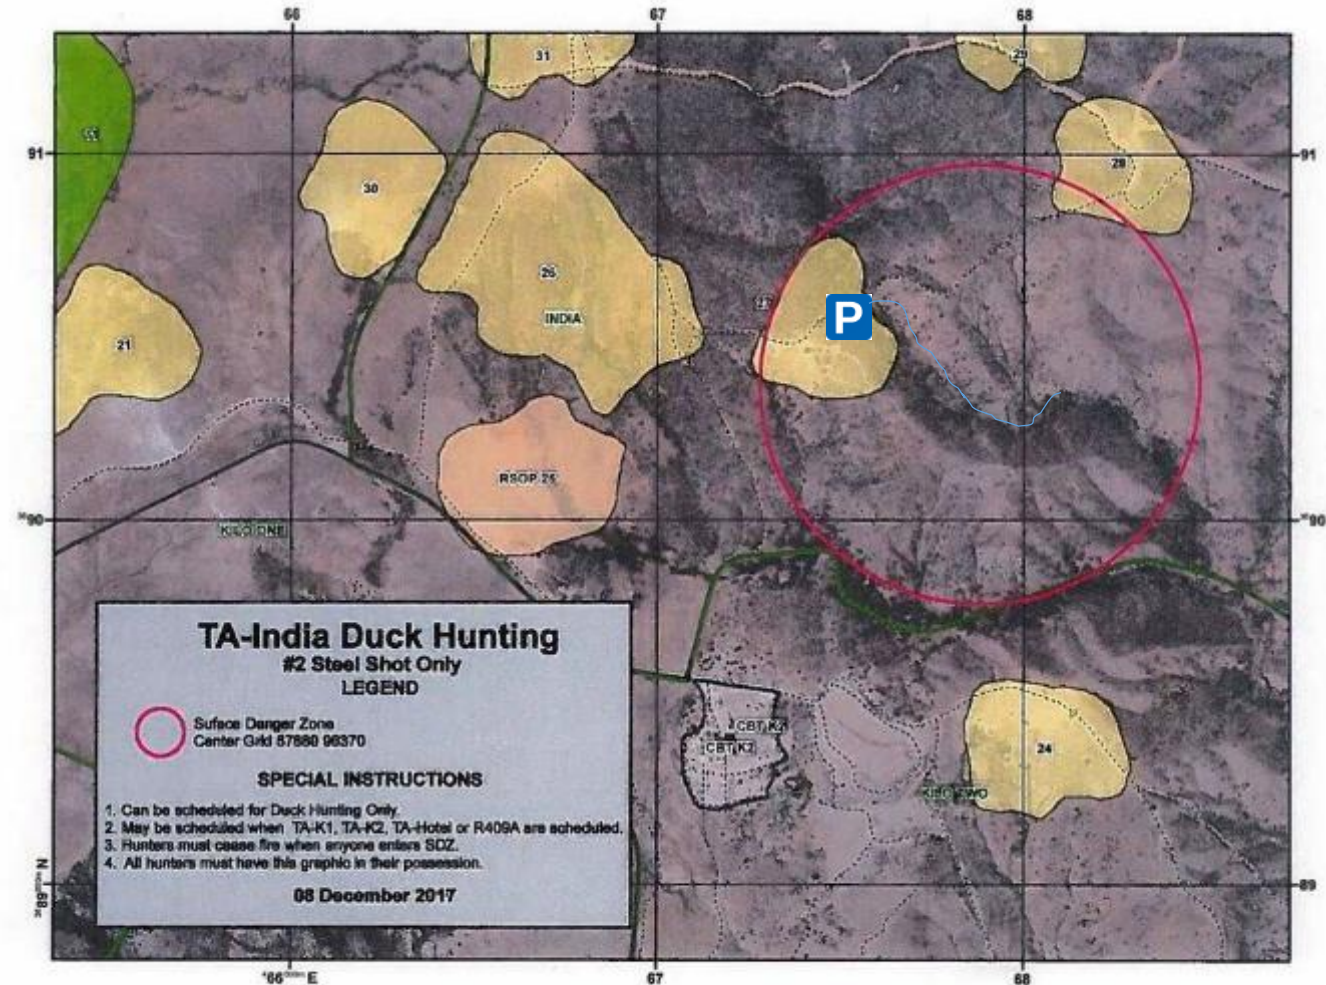 66 67 68
31
29
91 91
28
30
27
26
INDIA
P
21
RSOP 25
90 90
KILO ONE
TA-India Duck Hunting
#2 Steel Shot Only
LEGEND
Suface Danger Zone
Center Grid 67880 90370
SPECIAL INSTRUCTIONS
1. Can be scheduled for Duck Hunting Only.
2. May be scheduled when TA-K1, TA-K2, TA-Hotel or R409A are scheduled.
3. Hunters must cease fire when anyone enters SDZ.
4. All hunters must have this graphic in their possession.
08 December 2017
CBT K2
CBT K2
24
KILO TWO
89 89
N
66 E 67 68